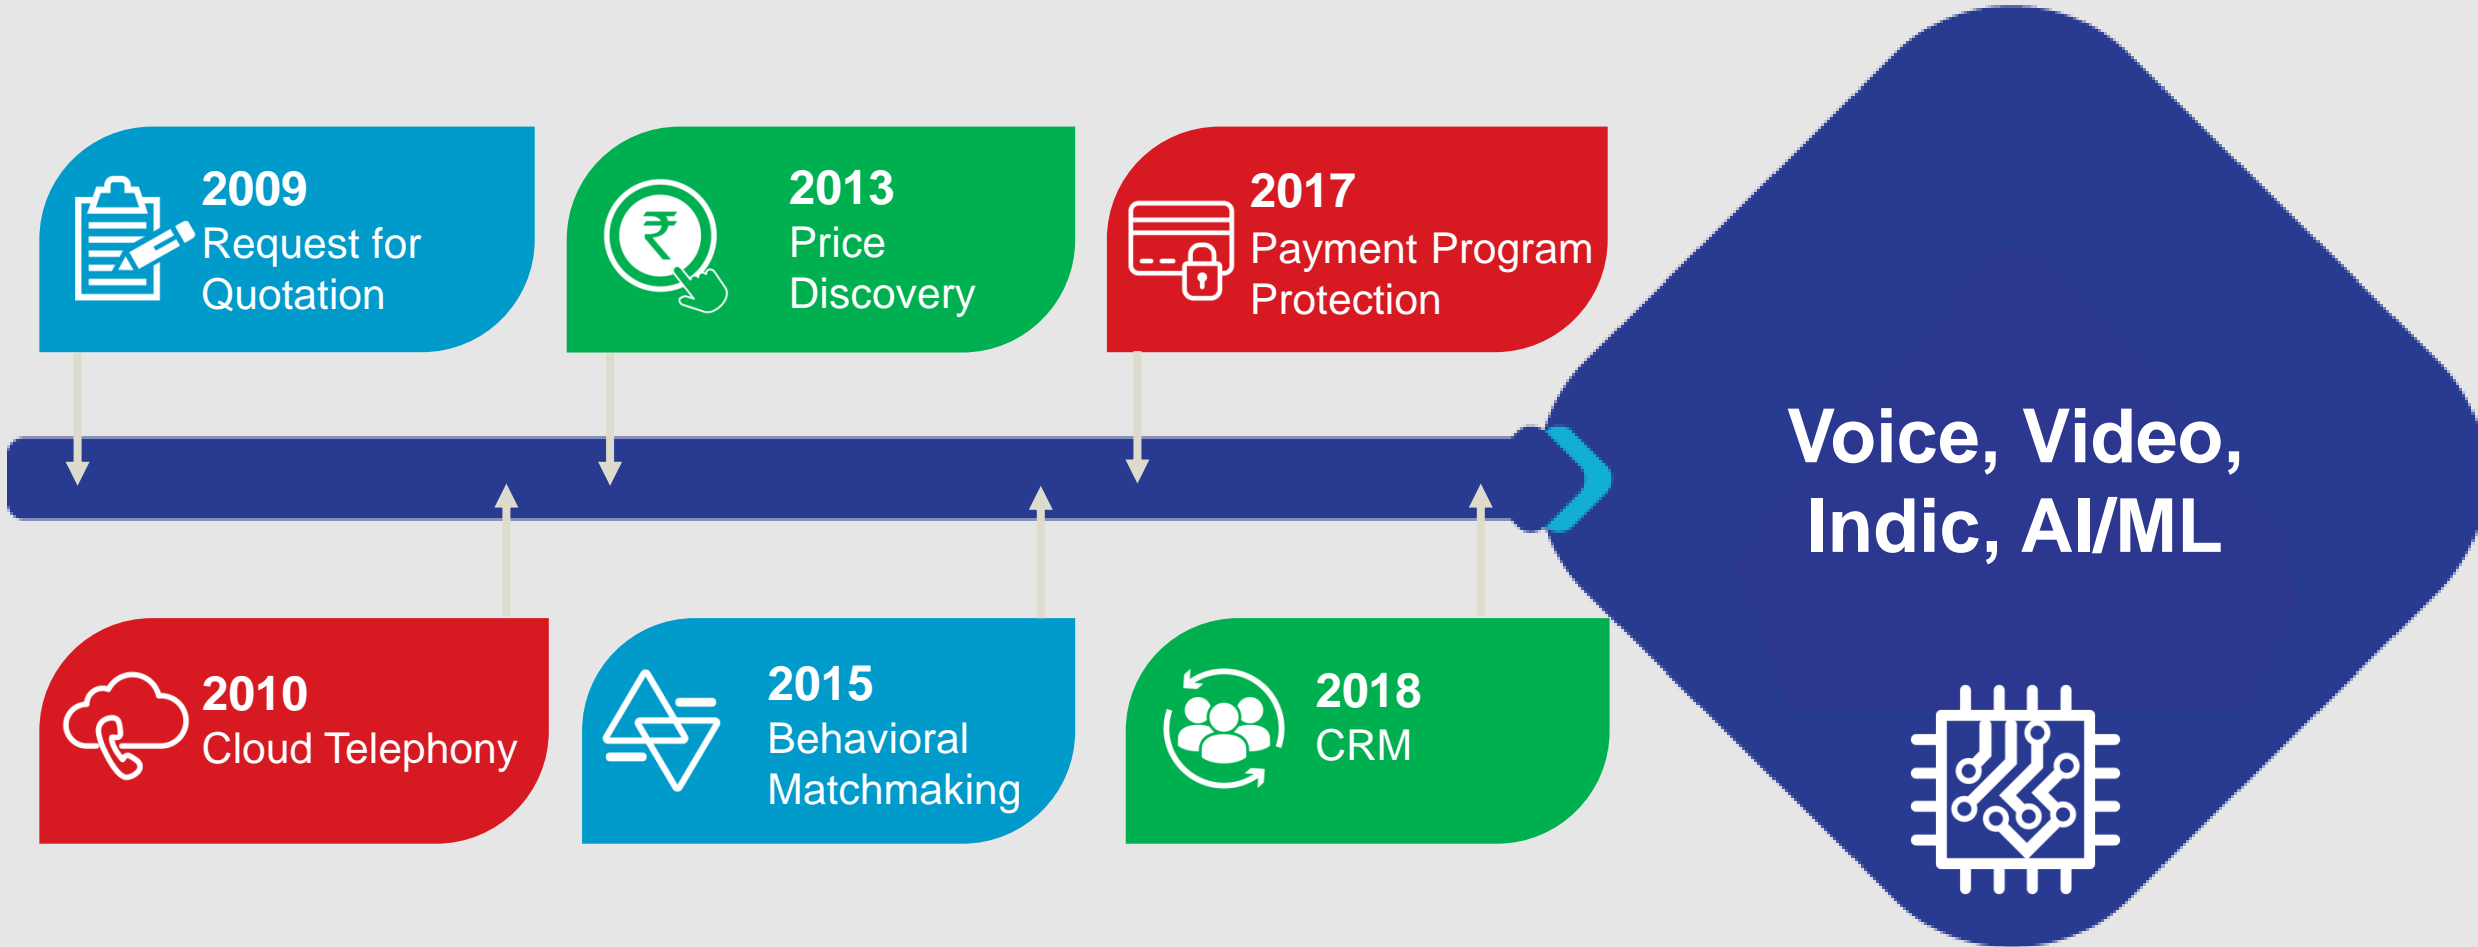 2009
Request for
Quotation
2013
Price
Discovery
2017
Payment Program
Protection
Voice, Video,
Indic, AI/ML
2010
Cloud Telephony
2015
Behavioral
Matchmaking
2018
CRM